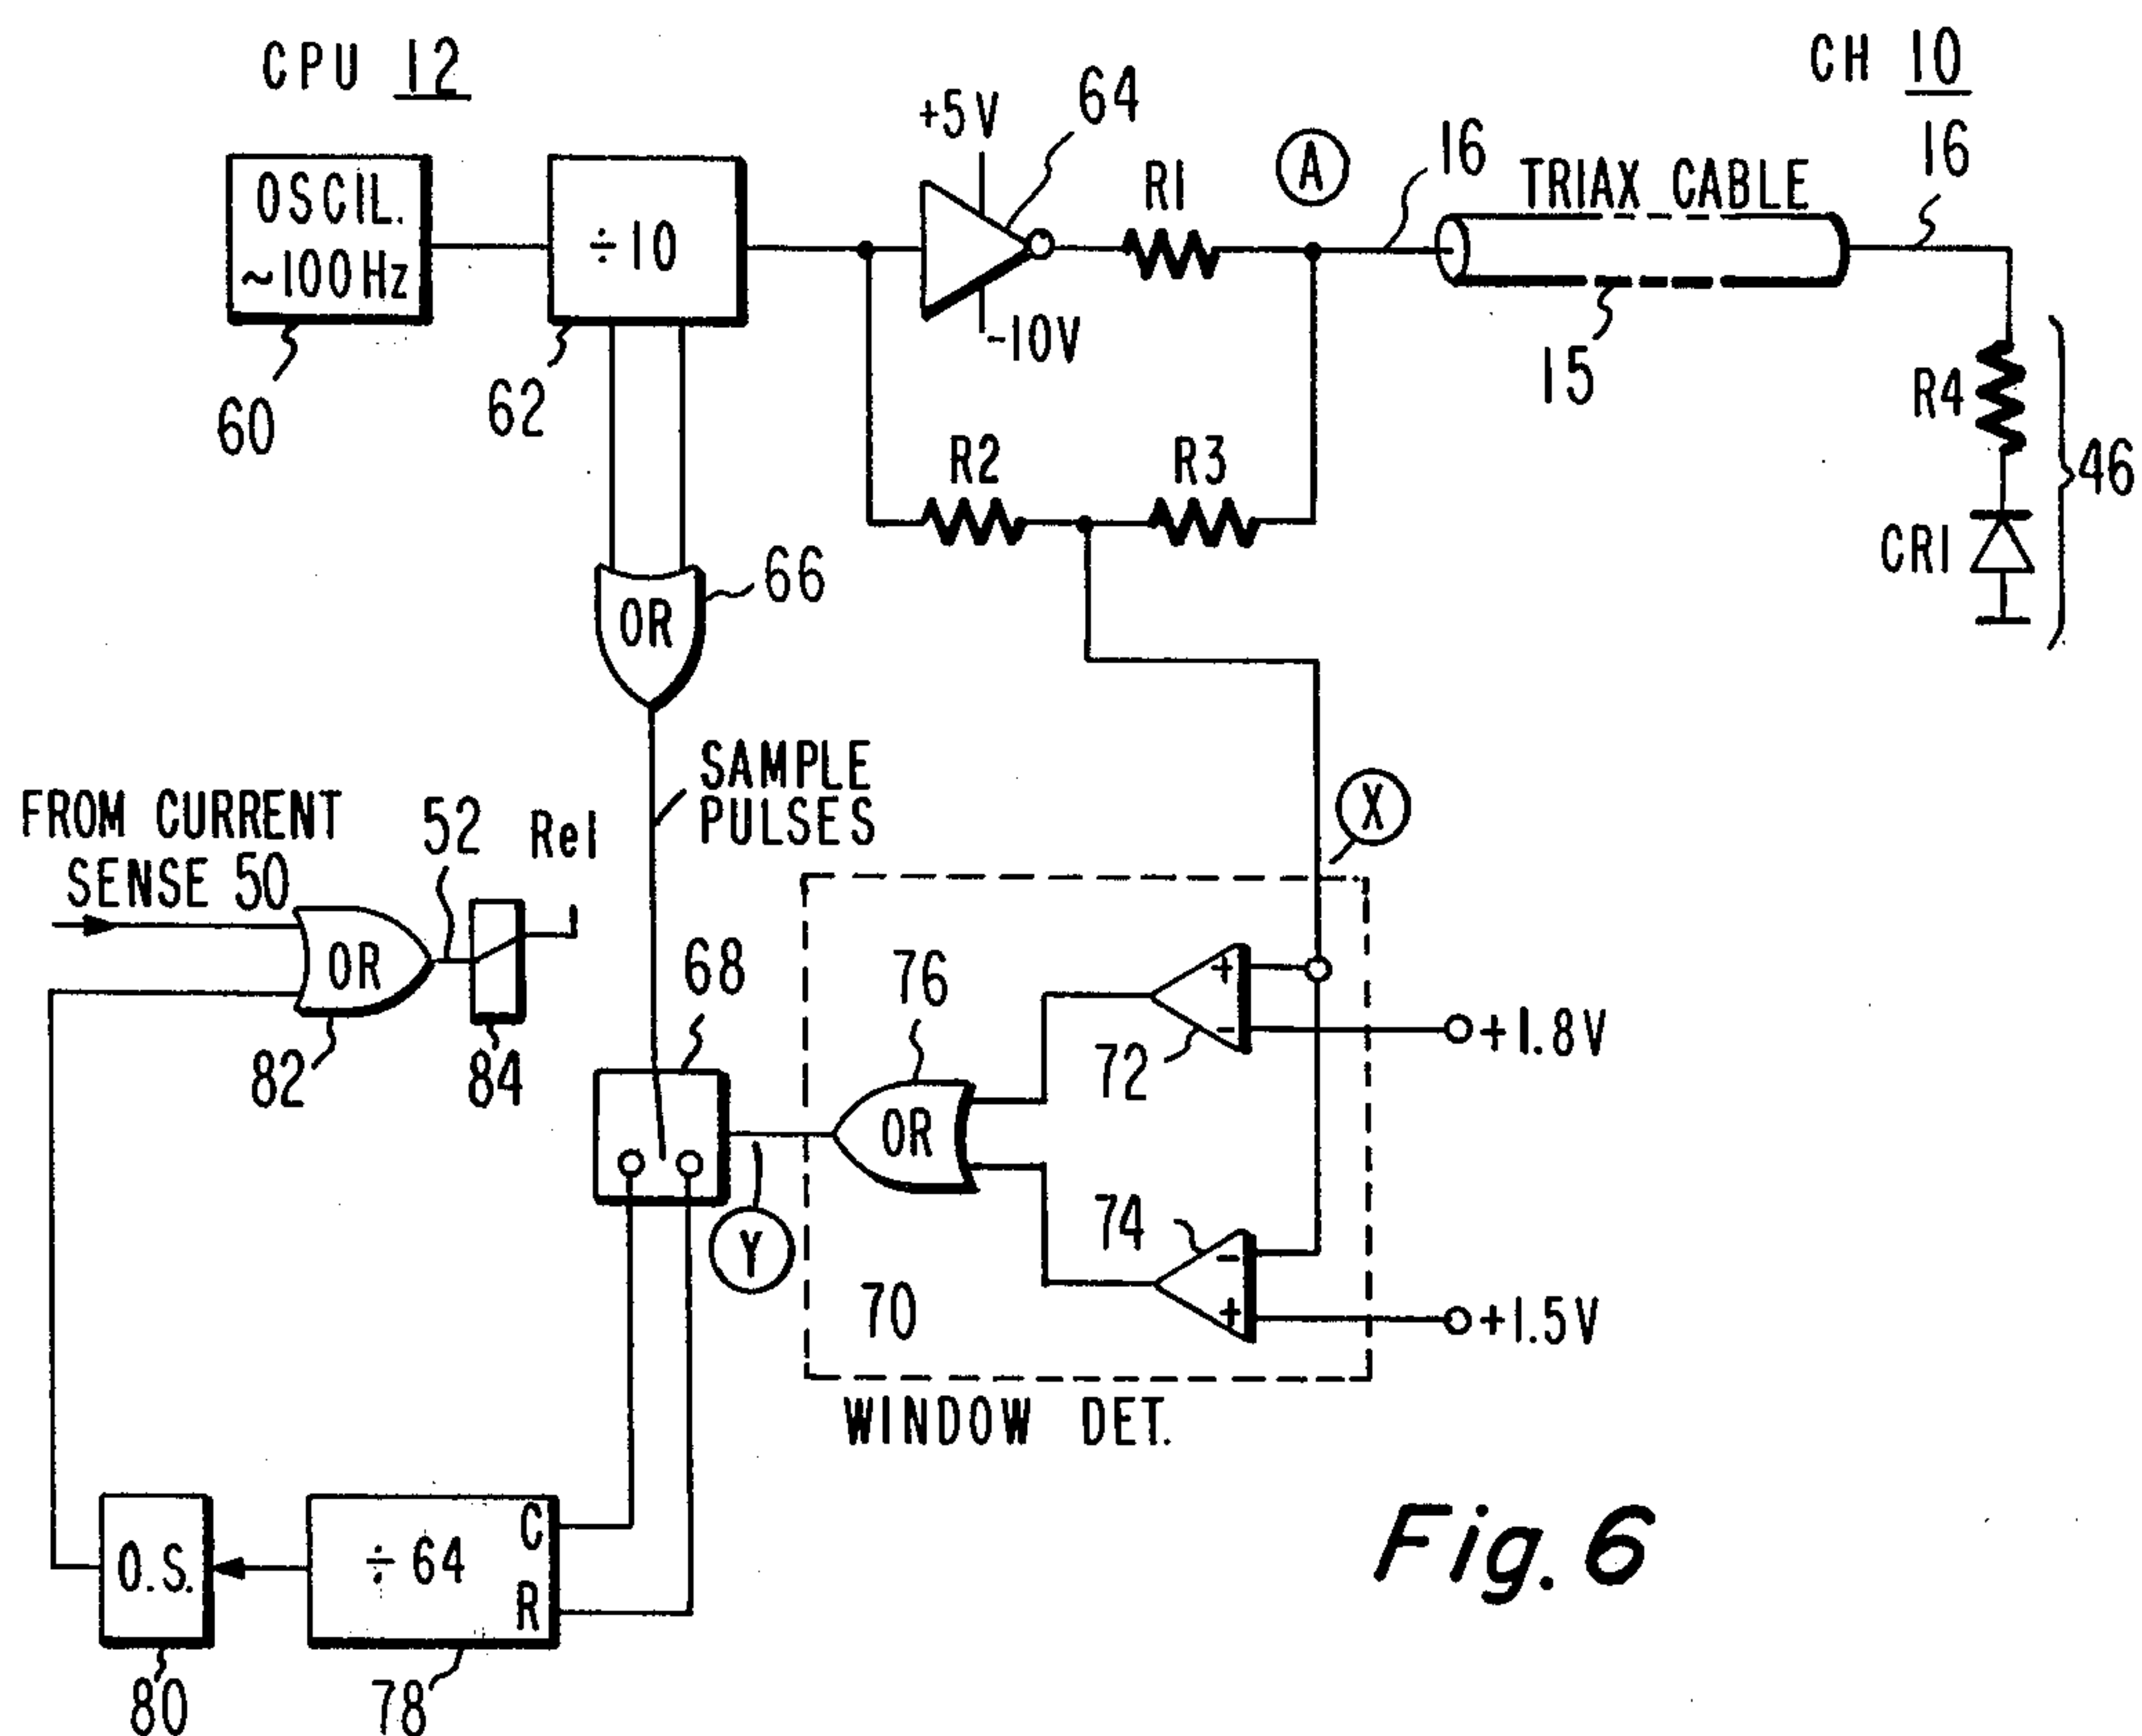 CPU 12
CH 10
OSCIL.
~100Hz
60
÷10
62
+5V
64
-10V
R1
A
16
TRIAX CABLE
16
15
R4
46
CR1
R2
R3
66
OR
SAMPLE
PULSES
X
FROM CURRENT
SENSE 50
52
Rel
OR
82
84
68
76
OR
+
-
72
+1.8V
74
-
+
+1.5V
Y
70
WINDOW DET.
O.S.
80
÷64
C
R
78
Fig. 6